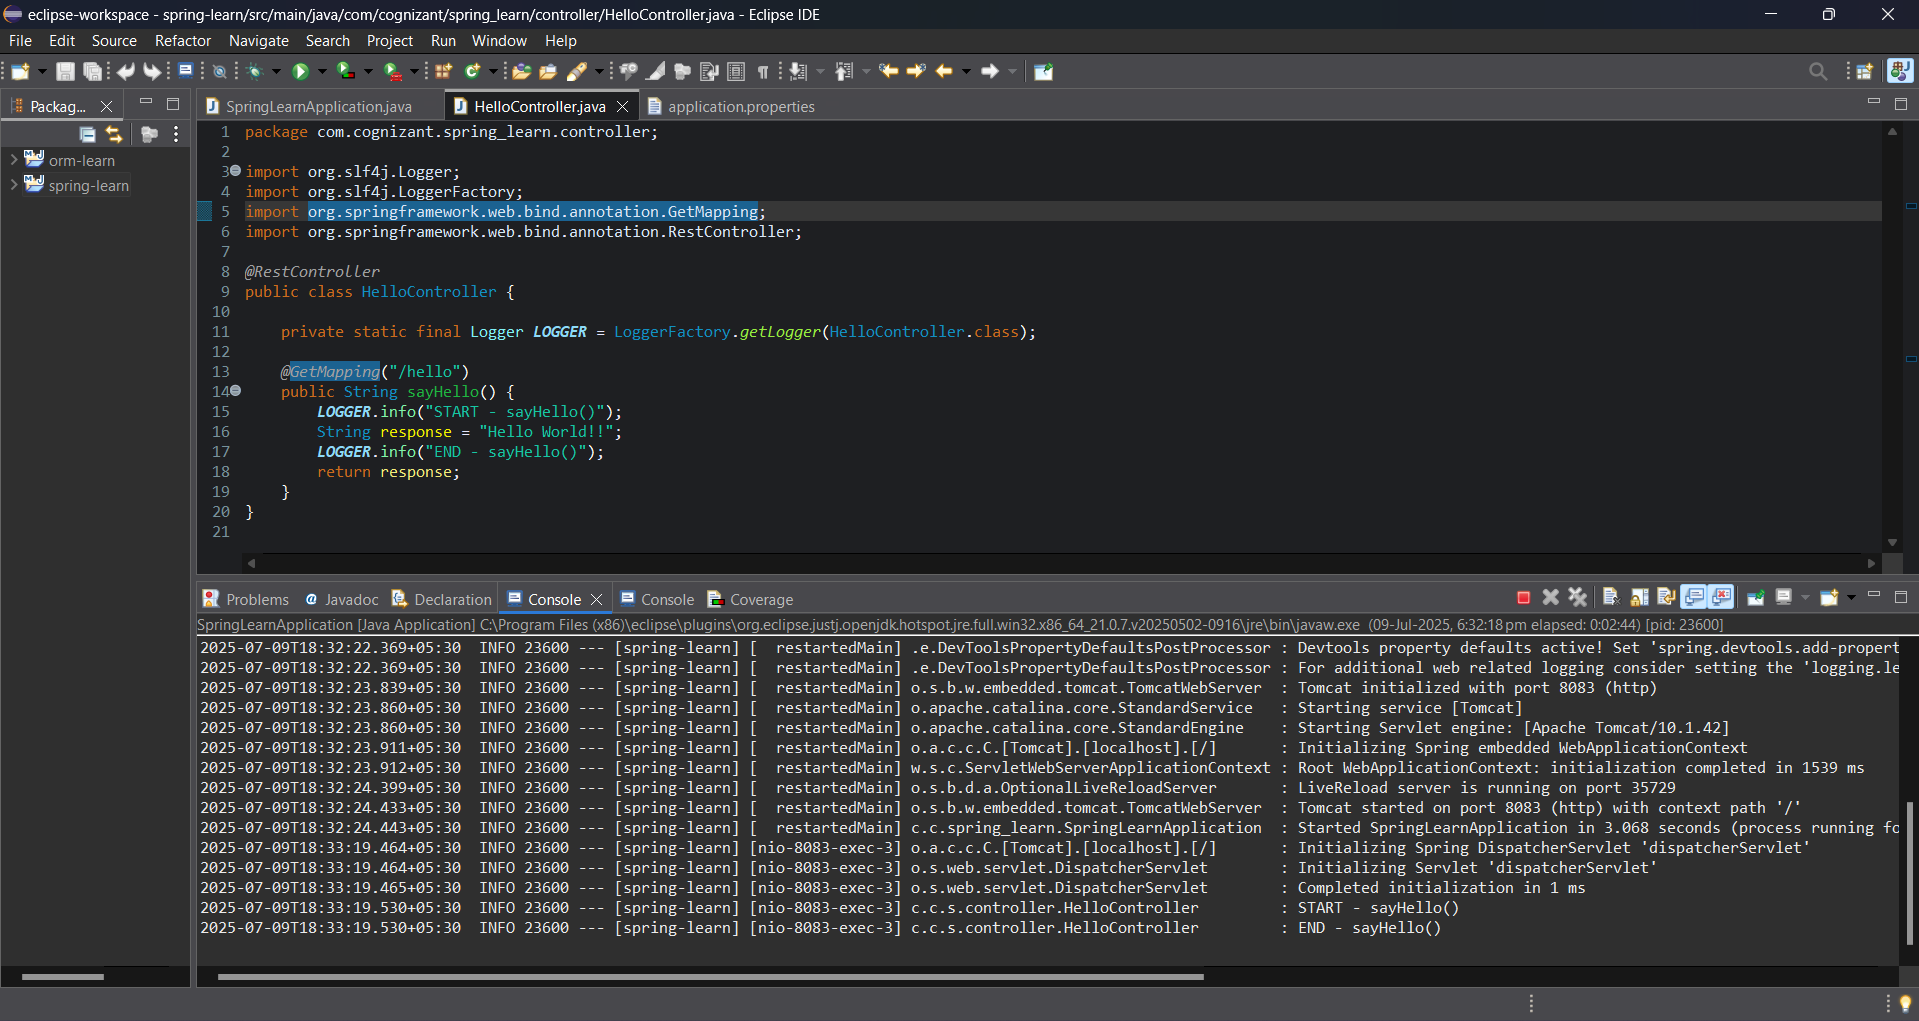 eclipse-workspace - spring-learn/src/main/java/com/cognizant/spring_learn/controller/HelloController.java - Eclipse IDE
File Edit Source Refactor Navigate Search Project Run Window Help
Packag...
SpringLearnApplication.java HelloController.java application.properties
orm-learn
spring-learn
1 package com.cognizant.spring_learn.controller;
2
3 import org.slf4j.Logger;
4 import org.slf4j.LoggerFactory;
5 import org.springframework.web.bind.annotation.GetMapping;
6 import org.springframework.web.bind.annotation.RestController;
7
8 @RestController
9 public class HelloController {
10
11 private static final Logger LOGGER = LoggerFactory.getLogger(HelloController.class);
12
13 @GetMapping("/hello")
14 public String sayHello() {
15 LOGGER.info("START - sayHello()");
16 String response = "Hello World!!";
17 LOGGER.info("END - sayHello()");
18 return response;
19 }
20 }
21
Problems Javadoc Declaration Console Console Coverage
SpringLearnApplication [Java Application] C:\Program Files (x86)\eclipse\plugins\org.eclipse.justj.openjdk.hotspot.jre.full.win32.x86_64_21.0.7.v20250502-0916\jre\bin\javaw.exe (09-Jul-2025, 6:32:18 pm elapsed: 0:02:44) [pid: 23600]
2025-07-09T18:32:22.369+05:30 INFO 23600 --- [spring-learn] [ restartedMain] .e.DevToolsPropertyDefaultsPostProcessor : Devtools property defaults active! Set 'spring.devtools.add-propert
2025-07-09T18:32:22.369+05:30 INFO 23600 --- [spring-learn] [ restartedMain] .e.DevToolsPropertyDefaultsPostProcessor : For additional web related logging consider setting the 'logging.le
2025-07-09T18:32:23.839+05:30 INFO 23600 --- [spring-learn] [ restartedMain] o.s.b.w.embedded.tomcat.TomcatWebServer : Tomcat initialized with port 8083 (http)
2025-07-09T18:32:23.860+05:30 INFO 23600 --- [spring-learn] [ restartedMain] o.apache.catalina.core.StandardService : Starting service [Tomcat]
2025-07-09T18:32:23.860+05:30 INFO 23600 --- [spring-learn] [ restartedMain] o.apache.catalina.core.StandardEngine : Starting Servlet engine: [Apache Tomcat/10.1.42]
2025-07-09T18:32:23.911+05:30 INFO 23600 --- [spring-learn] [ restartedMain] o.a.c.c.C.[Tomcat].[localhost].[/] : Initializing Spring embedded WebApplicationContext
2025-07-09T18:32:23.912+05:30 INFO 23600 --- [spring-learn] [ restartedMain] w.s.c.ServletWebServerApplicationContext : Root WebApplicationContext: initialization completed in 1539 ms
2025-07-09T18:32:24.399+05:30 INFO 23600 --- [spring-learn] [ restartedMain] o.s.b.d.a.OptionalLiveReloadServer : LiveReload server is running on port 35729
2025-07-09T18:32:24.433+05:30 INFO 23600 --- [spring-learn] [ restartedMain] o.s.b.w.embedded.tomcat.TomcatWebServer : Tomcat started on port 8083 (http) with context path '/'
2025-07-09T18:32:24.443+05:30 INFO 23600 --- [spring-learn] [ restartedMain] c.c.spring_learn.SpringLearnApplication : Started SpringLearnApplication in 3.068 seconds (process running fo
2025-07-09T18:33:19.464+05:30 INFO 23600 --- [spring-learn] [nio-8083-exec-3] o.a.c.c.C.[Tomcat].[localhost].[/] : Initializing Spring DispatcherServlet 'dispatcherServlet'
2025-07-09T18:33:19.464+05:30 INFO 23600 --- [spring-learn] [nio-8083-exec-3] o.s.web.servlet.DispatcherServlet : Initializing Servlet 'dispatcherServlet'
2025-07-09T18:33:19.465+05:30 INFO 23600 --- [spring-learn] [nio-8083-exec-3] o.s.web.servlet.DispatcherServlet : Completed initialization in 1 ms
2025-07-09T18:33:19.530+05:30 INFO 23600 --- [spring-learn] [nio-8083-exec-3] c.c.s.controller.HelloController : START - sayHello()
2025-07-09T18:33:19.530+05:30 INFO 23600 --- [spring-learn] [nio-8083-exec-3] c.c.s.controller.HelloController : END - sayHello()